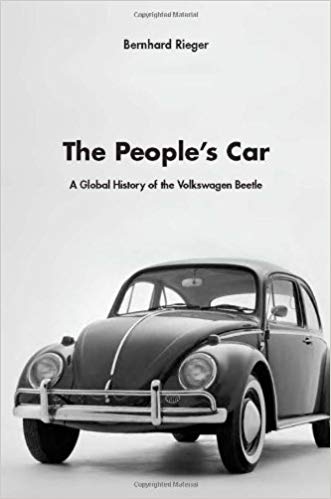 Bernhard Rieger
The People's Car
A Global History of the Volkswagen Beetle